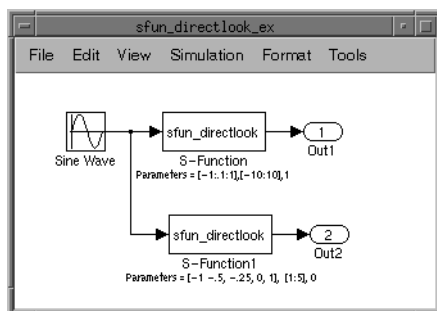 sfun_directlook_ex
File Edit View Simulation Format Tools
sfun_directlook
1
Sine Wave
S-Function
Out1
Parameters = [-1:.1:1],[-10:10],1
sfun_directlook
2
S-Function1
Out2
Parameters = [-1 -.5, -.25, 0, 1], [1:5], 0